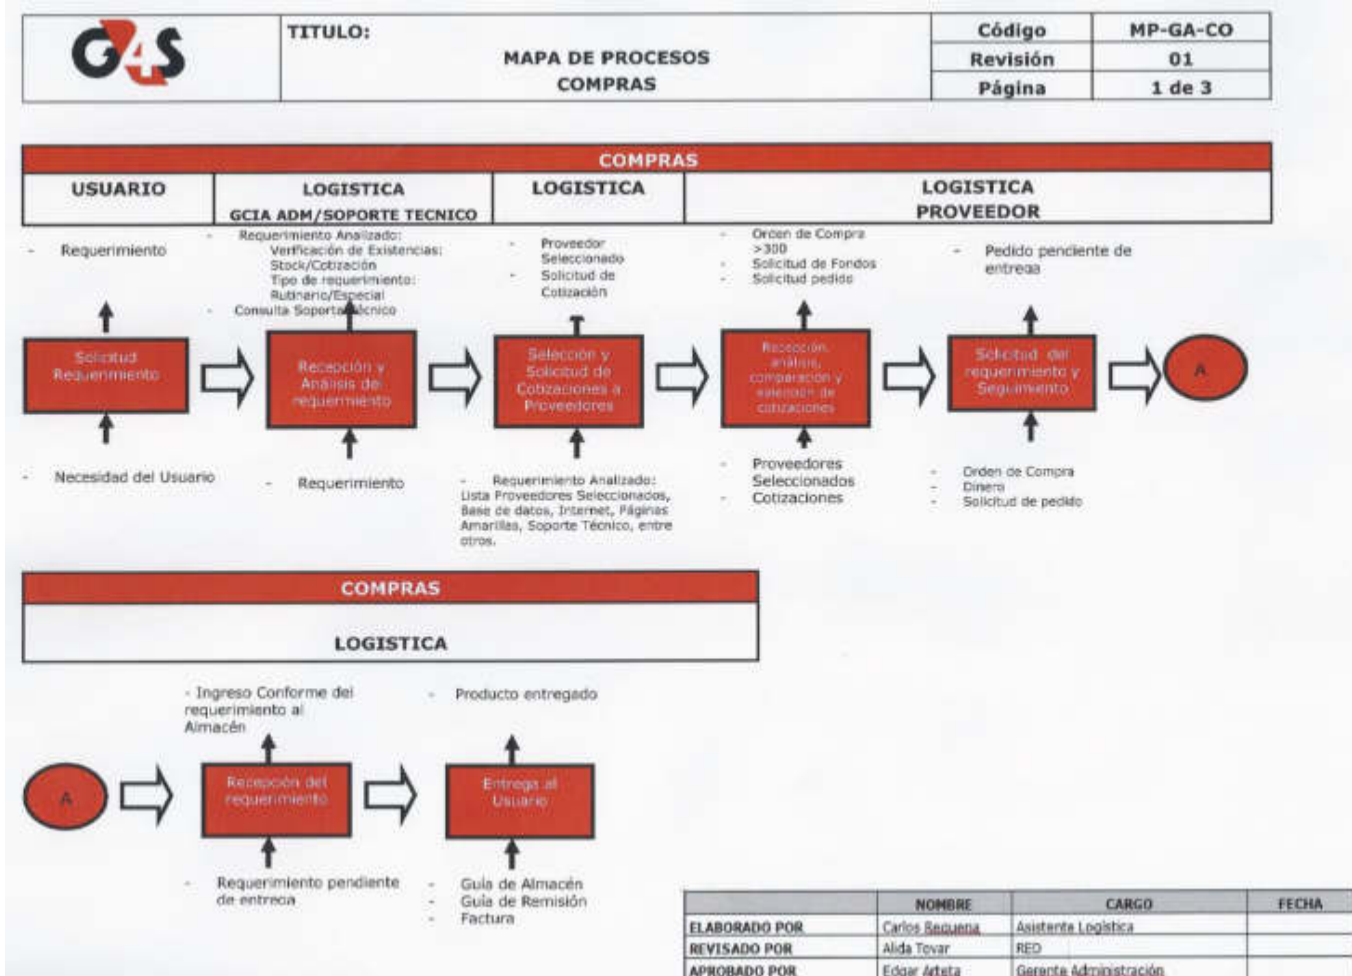 G4S
TITULO:
MAPA DE PROCESOS
COMPRAS
Código MP-GA-CO
Revisión 01
Página 1 de 3
COMPRAS
USUARIO
LOGISTICA
GCIA ADM/SOPORTE TECNICO
LOGISTICA
LOGISTICA
PROVEEDOR
- Requerimiento
- Requerimiento Analizado:
Verificación de Existencias:
Stock/Cotización
Tipo de requerimiento:
Rutinario/Especial
- Consulta Soporte Técnico
- Proveedor
Seleccionado
- Solicitud de
Cotización
- Orden de Compra
>300
- Solicitud de Fondos
- Solicitud pedido
- Pedido pendiente de
entrega
Solicitud
Requerimiento
Recepción y
Análisis del
requerimiento
Selección y
Solicitud de
Cotizaciones a
Proveedores
Recepción,
análisis,
comparación y
selección de
cotizaciones
Solicitud del
requerimiento y
Seguimiento
A
- Necesidad del Usuario
- Requerimiento
- Requerimiento Analizado:
Lista Proveedores Seleccionados,
Base de datos, Internet, Páginas
Amarillas, Soporte Técnico, entre
otros.
- Proveedores
Seleccionados
- Cotizaciones
- Orden de Compra
- Dinero
- Solicitud de pedido
COMPRAS
LOGISTICA
- Ingreso Conforme del
requerimiento al
Almacén
- Producto entregado
A
Recepción del
requerimiento
Entrega al
Usuario
- Requerimiento pendiente
de entrega
- Guía de Almacén
- Guía de Remisión
- Factura
NOMBRE CARGO FECHA
ELABORADO POR Carlos Requena Asistente Logística
REVISADO POR Alida Tovar RED
APROBADO POR Edgar Arteta Gerente Administración